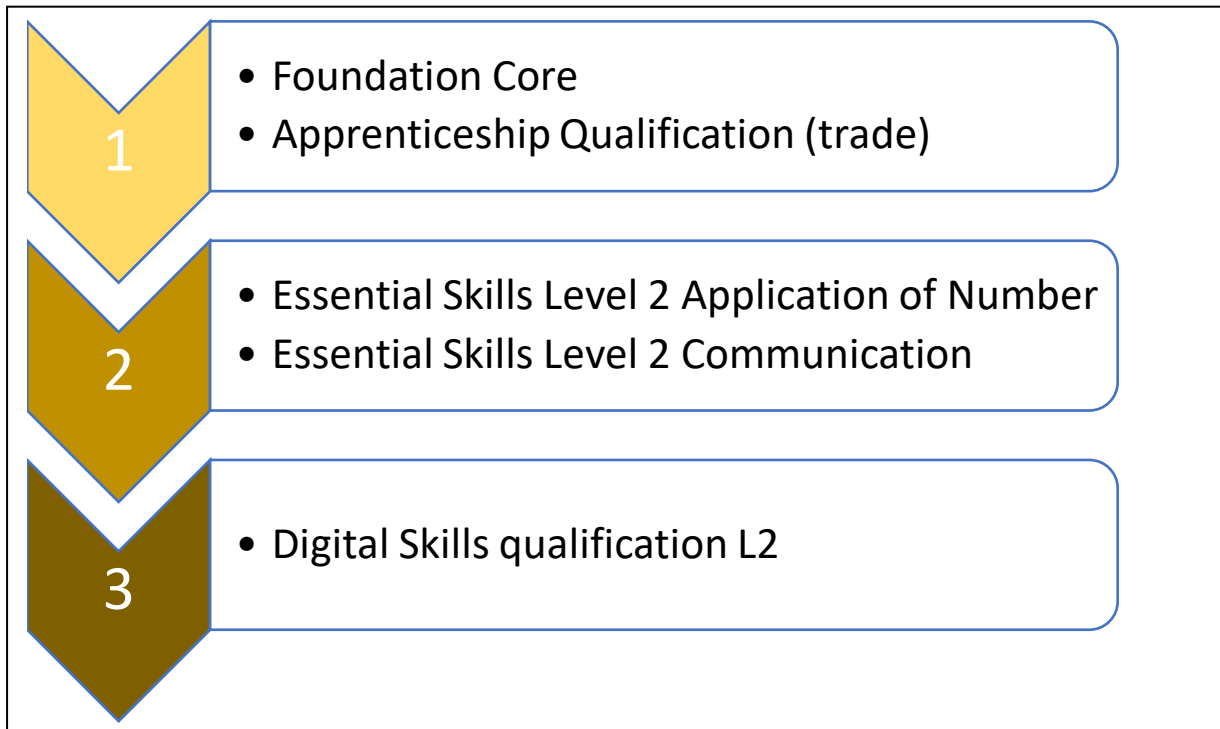 1
• Foundation Core
• Apprenticeship Qualification (trade)
2
• Essential Skills Level 2 Application of Number
• Essential Skills Level 2 Communication
3
• Digital Skills qualification L2